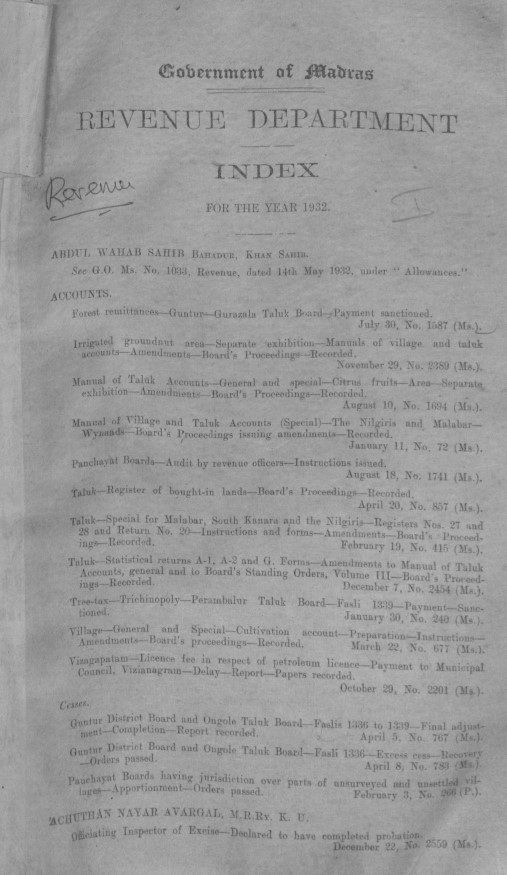 Government of Madras
REVENUE DEPARTMENT
INDEX
Revenue
FOR THE YEAR 1932.
I
ABDUL WAHAB SAHIB BAHADUR, KHAN SAHIB.
See G.O. Ms. No. 1033, Revenue, dated 14th May 1932, under "Allowances."
ACCOUNTS.
Forest remittances—Guntur—Gurazala Taluk Board—Payment sanctioned.
July 30, No. 1587 (Ms.).
Irrigated groundnut area—Separate exhibition—Manuals of village and taluk
accounts—Amendments—Board's Proceedings—Recorded.
November 29, No. 2389 (Ms.).
Manual of Taluk Accounts—General and special—Citrus fruits—Area—Separate
exhibition—Amendments—Board's Proceedings—Recorded.
August 10, No. 1694 (Ms.).
Manual of Village and Taluk Accounts (Special)—The Nilgiris and Malabar—
Wynaads—Board's Proceedings issuing amendments—Recorded.
January 11, No. 72 (Ms.).
Panchayat Boards—Audit by revenue officers—Instructions issued.
August 18, No. 1741 (Ms.).
Taluk—Register of bought-in lands—Board's Proceedings—Recorded.
April 20, No. 857 (Ms.).
Taluk—Special for Malabar, South Kanara and the Nilgiris—Registers Nos. 27 and
28 and Return No. 20—Instructions and forms—Amendments—Board's Proceed-
ings—Recorded. February 19, No. 415 (Ms.).
Taluk—Statistical returns A-1, A-2 and G. Forms—Amendments to Manual of Taluk
Accounts, general and to Board's Standing Orders, Volume III—Board's Proceed-
ings—Recorded. December 7, No. 2454 (Ms.).
Tree-tax—Trichinopoly—Perambalur Taluk Board—Fasli 1339—Payment—Sanc-
tioned. January 30, No. 240 (Ms.).
Village—General and Special—Cultivation account—Preparation—Instructions—
Amendments—Board's proceedings—Recorded. March 22, No. 677 (Ms.).
Vizagapatam—Licence fee in respect of petroleum licence—Payment to Municipal
Council, Vizianagram—Delay—Report—Papers recorded.
October 29, No. 2201 (Ms.).
Cesses.
Guntur District Board and Ongole Taluk Board—Faslis 1336 to 1339—Final adjust-
ment—Completion—Report recorded. April 5, No. 767 (Ms.).
Guntur District Board and Ongole Taluk Board—Fasli 1336—Excess cess—Recovery
—Orders passed. April 8, No. 783 (Ms.).
Panchayat Boards having jurisdiction over parts of unsurveyed and unsettled vil-
lages—Apportionment—Orders passed. February 3, No. 266 (P.).
ACHUTHAN NAYAR AVARGAL, M.R.RY. K. U.
Officiating Inspector of Excise—Declared to have completed probation.
December 22, No. 2559 (Ms.).